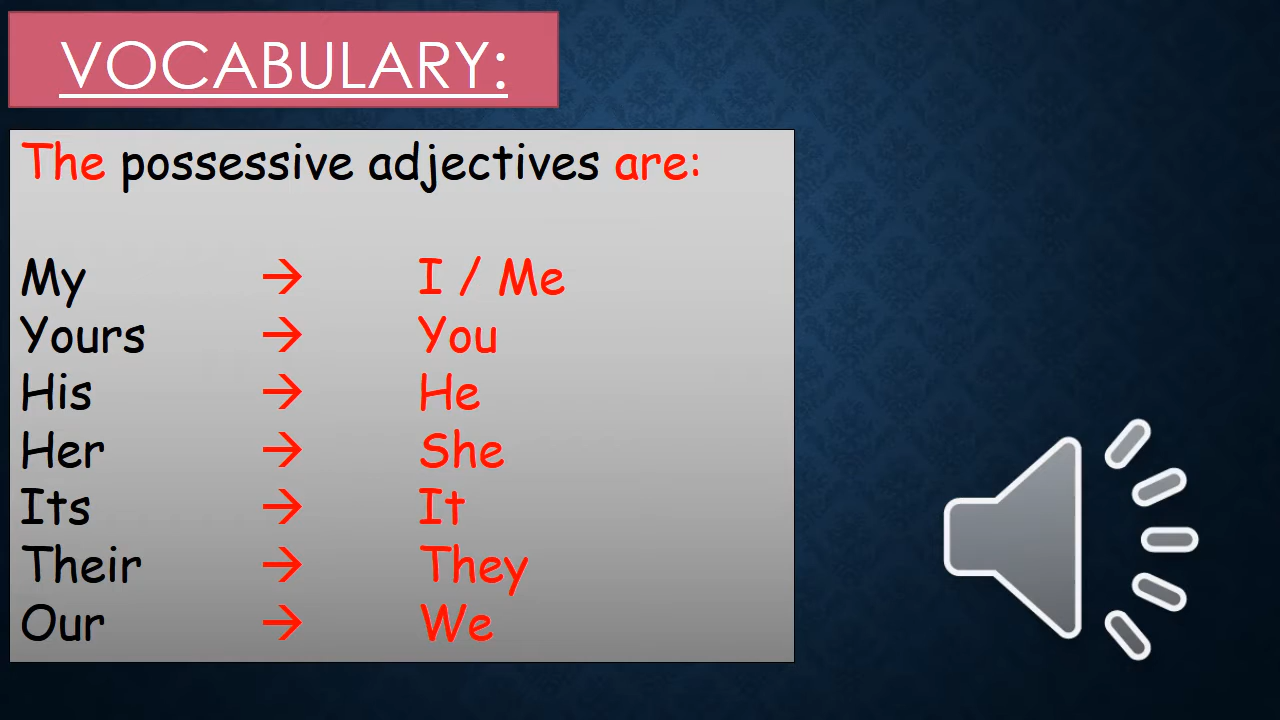 VOCABULARY:
The possessive adjectives are:
My → I / Me
Yours → You
His → He
Her → She
Its → It
Their → They
Our → We